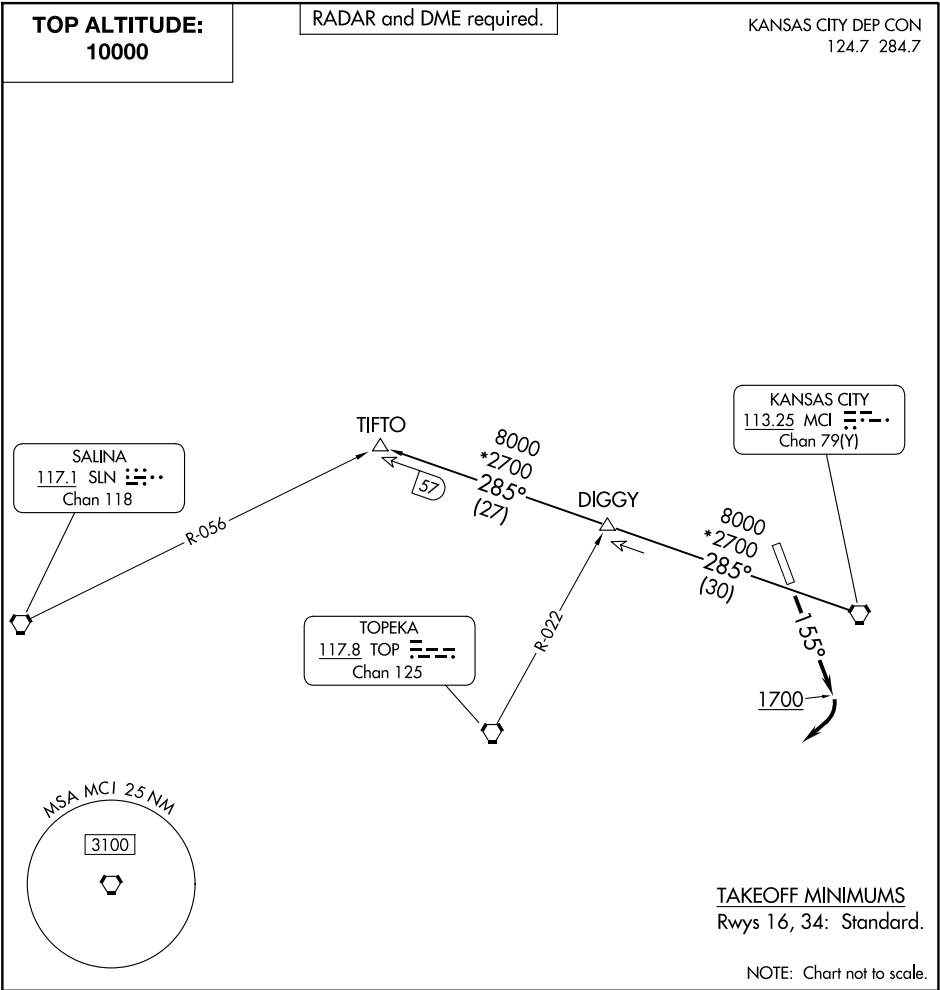 TOP ALTITUDE:
10000
RADAR and DME required.
KANSAS CITY DEP CON
124.7 284.7
KANSAS CITY
113.25 MCI
Chan 79(Y)
TIFTO
8000
*2700
285°
(27)
57
SALINA
117.1 SLN
Chan 118
R-056
DIGGY
8000
*2700
285°
(30)
155°
1700
TOPEKA
117.8 TOP
Chan 125
R-022
MSA MCI 25 NM
3100
TAKEOFF MINIMUMS
Rwys 16, 34: Standard.
NOTE: Chart not to scale.